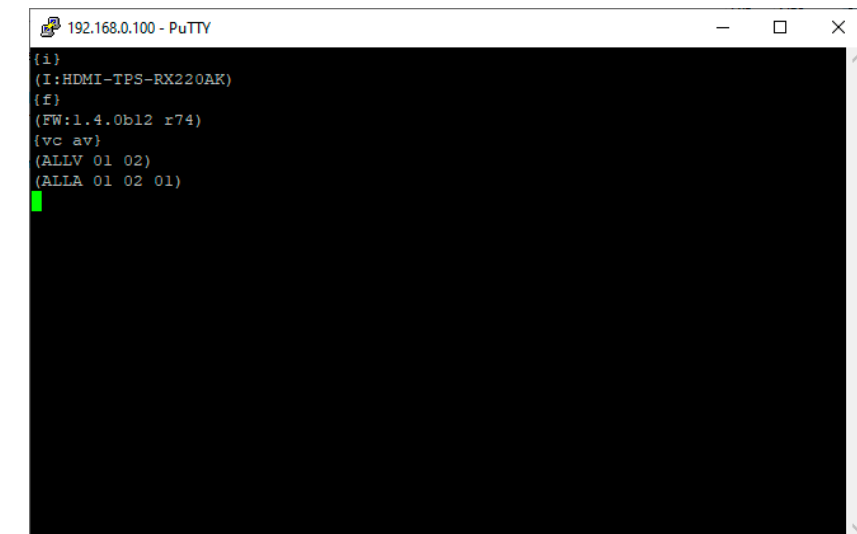 192.168.0.100 - PuTTY
{i}
(I:HDMI-TPS-RX220AK)
{f}
(FW:1.4.0b12 r74)
{vc av}
(ALLV 01 02)
(ALLA 01 02 01)